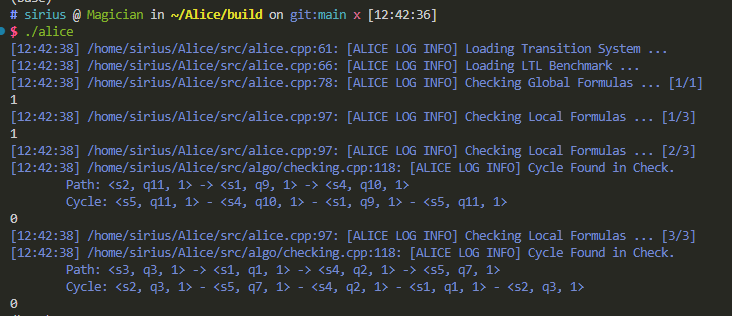 (base)
# sirius @ Magician in ~/Alice/build on git:main x [12:42:36]
$ ./alice
[12:42:38] /home/sirius/Alice/src/alice.cpp:61: [ALICE LOG INFO] Loading Transition System ...
[12:42:38] /home/sirius/Alice/src/alice.cpp:66: [ALICE LOG INFO] Loading LTL Benchmark ...
[12:42:38] /home/sirius/Alice/src/alice.cpp:78: [ALICE LOG INFO] Checking Global Formulas ... [1/1]
1
[12:42:38] /home/sirius/Alice/src/alice.cpp:97: [ALICE LOG INFO] Checking Local Formulas ... [1/3]
1
[12:42:38] /home/sirius/Alice/src/alice.cpp:97: [ALICE LOG INFO] Checking Local Formulas ... [2/3]
[12:42:38] /home/sirius/Alice/src/algo/checking.cpp:118: [ALICE LOG INFO] Cycle Found in Check.
Path: <s2, q11, 1> -> <s1, q9, 1> -> <s4, q10, 1>
Cycle: <s5, q11, 1> - <s4, q10, 1> - <s1, q9, 1> - <s5, q11, 1>
0
[12:42:38] /home/sirius/Alice/src/alice.cpp:97: [ALICE LOG INFO] Checking Local Formulas ... [3/3]
[12:42:38] /home/sirius/Alice/src/algo/checking.cpp:118: [ALICE LOG INFO] Cycle Found in Check.
Path: <s3, q3, 1> -> <s1, q1, 1> -> <s4, q2, 1> -> <s5, q7, 1>
Cycle: <s2, q3, 1> - <s5, q7, 1> - <s4, q2, 1> - <s1, q1, 1> - <s2, q3, 1>
0